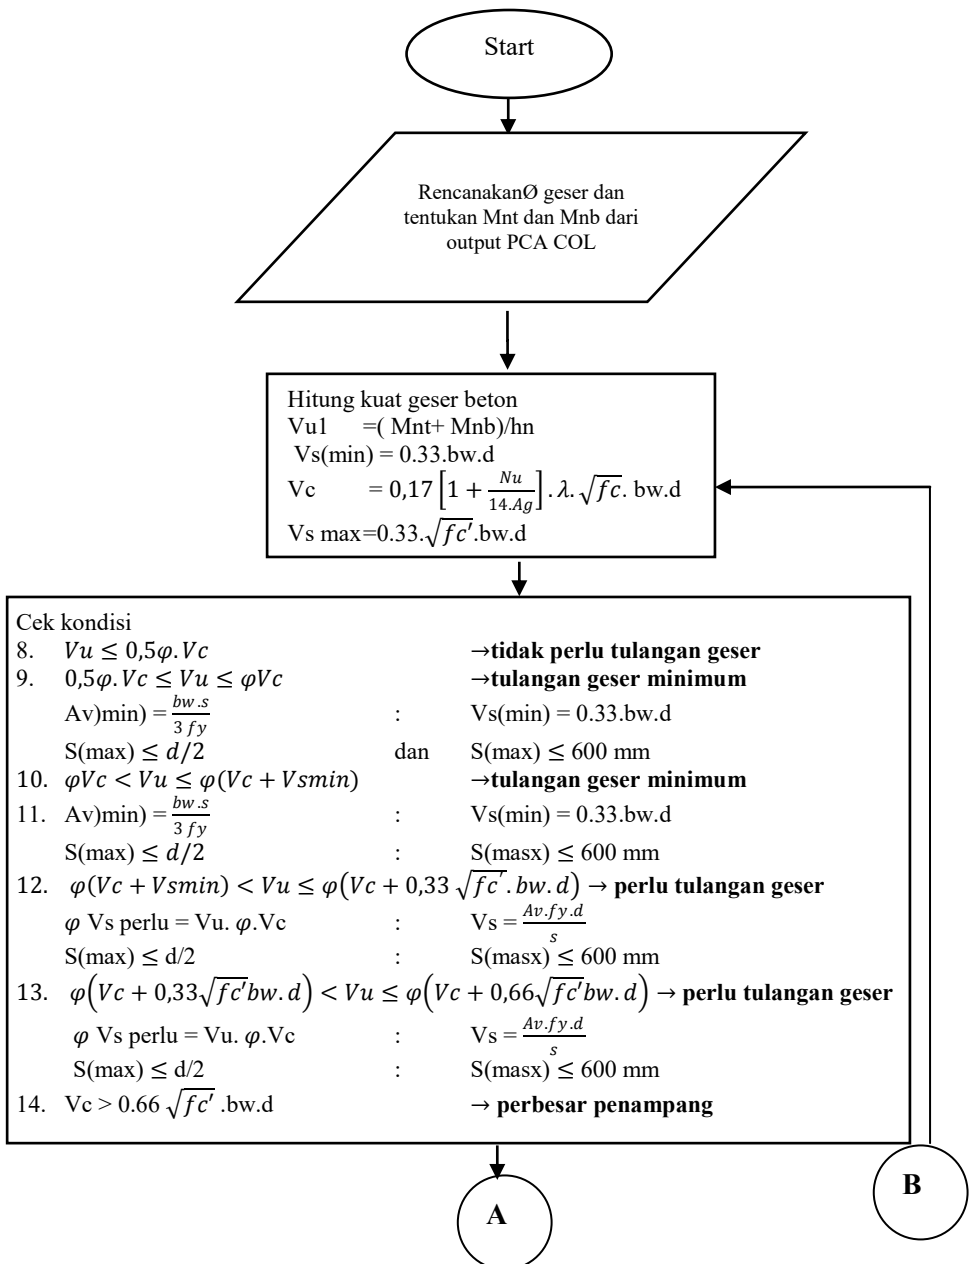 Start
RencanakanØ geser dan
tentukan Mnt dan Mnb dari
output PCA COL
Hitung kuat geser beton
Vu1 =( Mnt+ Mnb)/hn
Vs(min) = 0.33.bw.d
Vc = 0,17 [1 + Nu/14.Ag] . λ. √fc. bw.d
Vs max=0.33.√fc'.bw.d
Cek kondisi
8. Vu ≤ 0,5φ. Vc →tidak perlu tulangan geser
9. 0,5φ. Vc ≤ Vu ≤ φVc →tulangan geser minimum
Av)min) = bw.s/3 fy : Vs(min) = 0.33.bw.d
S(max) ≤ d/2 dan S(max) ≤ 600 mm
10. φVc < Vu ≤ φ(Vc + Vsmin) →tulangan geser minimum
11. Av)min) = bw.s/3 fy : Vs(min) = 0.33.bw.d
S(max) ≤ d/2 : S(masx) ≤ 600 mm
12. φ(Vc + Vsmin) < Vu ≤ φ(Vc + 0,33 √fc'. bw. d) → perlu tulangan geser
φ Vs perlu = Vu. φ.Vc : Vs = Av.fy.d/s
S(max) ≤ d/2 : S(masx) ≤ 600 mm
13. φ(Vc + 0,33√fc'bw. d) < Vu ≤ φ(Vc + 0,66√fc'bw. d) → perlu tulangan geser
φ Vs perlu = Vu. φ.Vc : Vs = Av.fy.d/s
S(max) ≤ d/2 : S(masx) ≤ 600 mm
14. Vc > 0.66 √fc' .bw.d → perbesar penampang
B
A